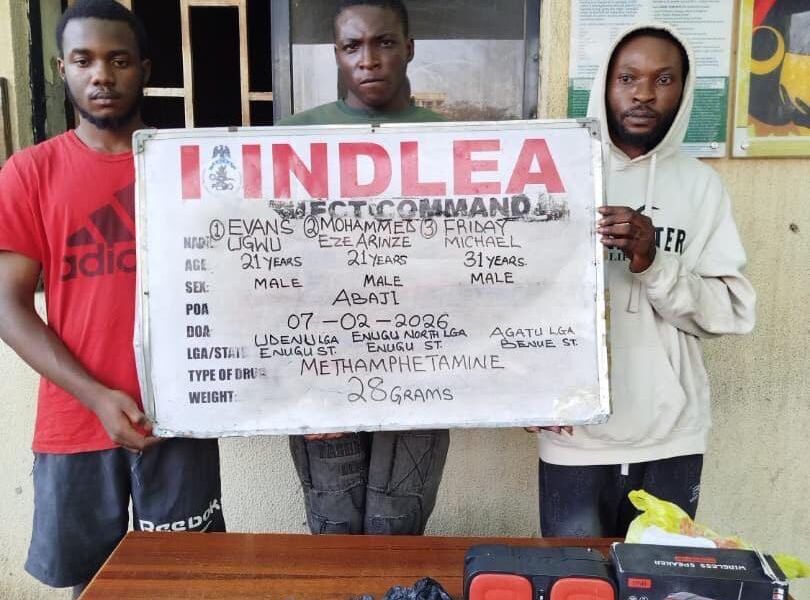 NDLEA
FCT COMMAND
① EVANS ② MOHAMMED ③ FRIDAY
NAME UGWU EZE ARINZE MICHAEL
AGE 21 YEARS 21 YEARS 31 YEARS
SEX: MALE MALE MALE
POA ABAJI
DOA: 07-02-2026
UDENU LGA ENUGU NORTH LGA AGATU LGA
LGA/STATE ENUGU ST. ENUGU ST. BENUE ST.
TYPE OF DRUG METHAMPHETAMINE
WEIGHT: 28 GRAMS
adidas
Reebok
WIRELESS SPEAKER